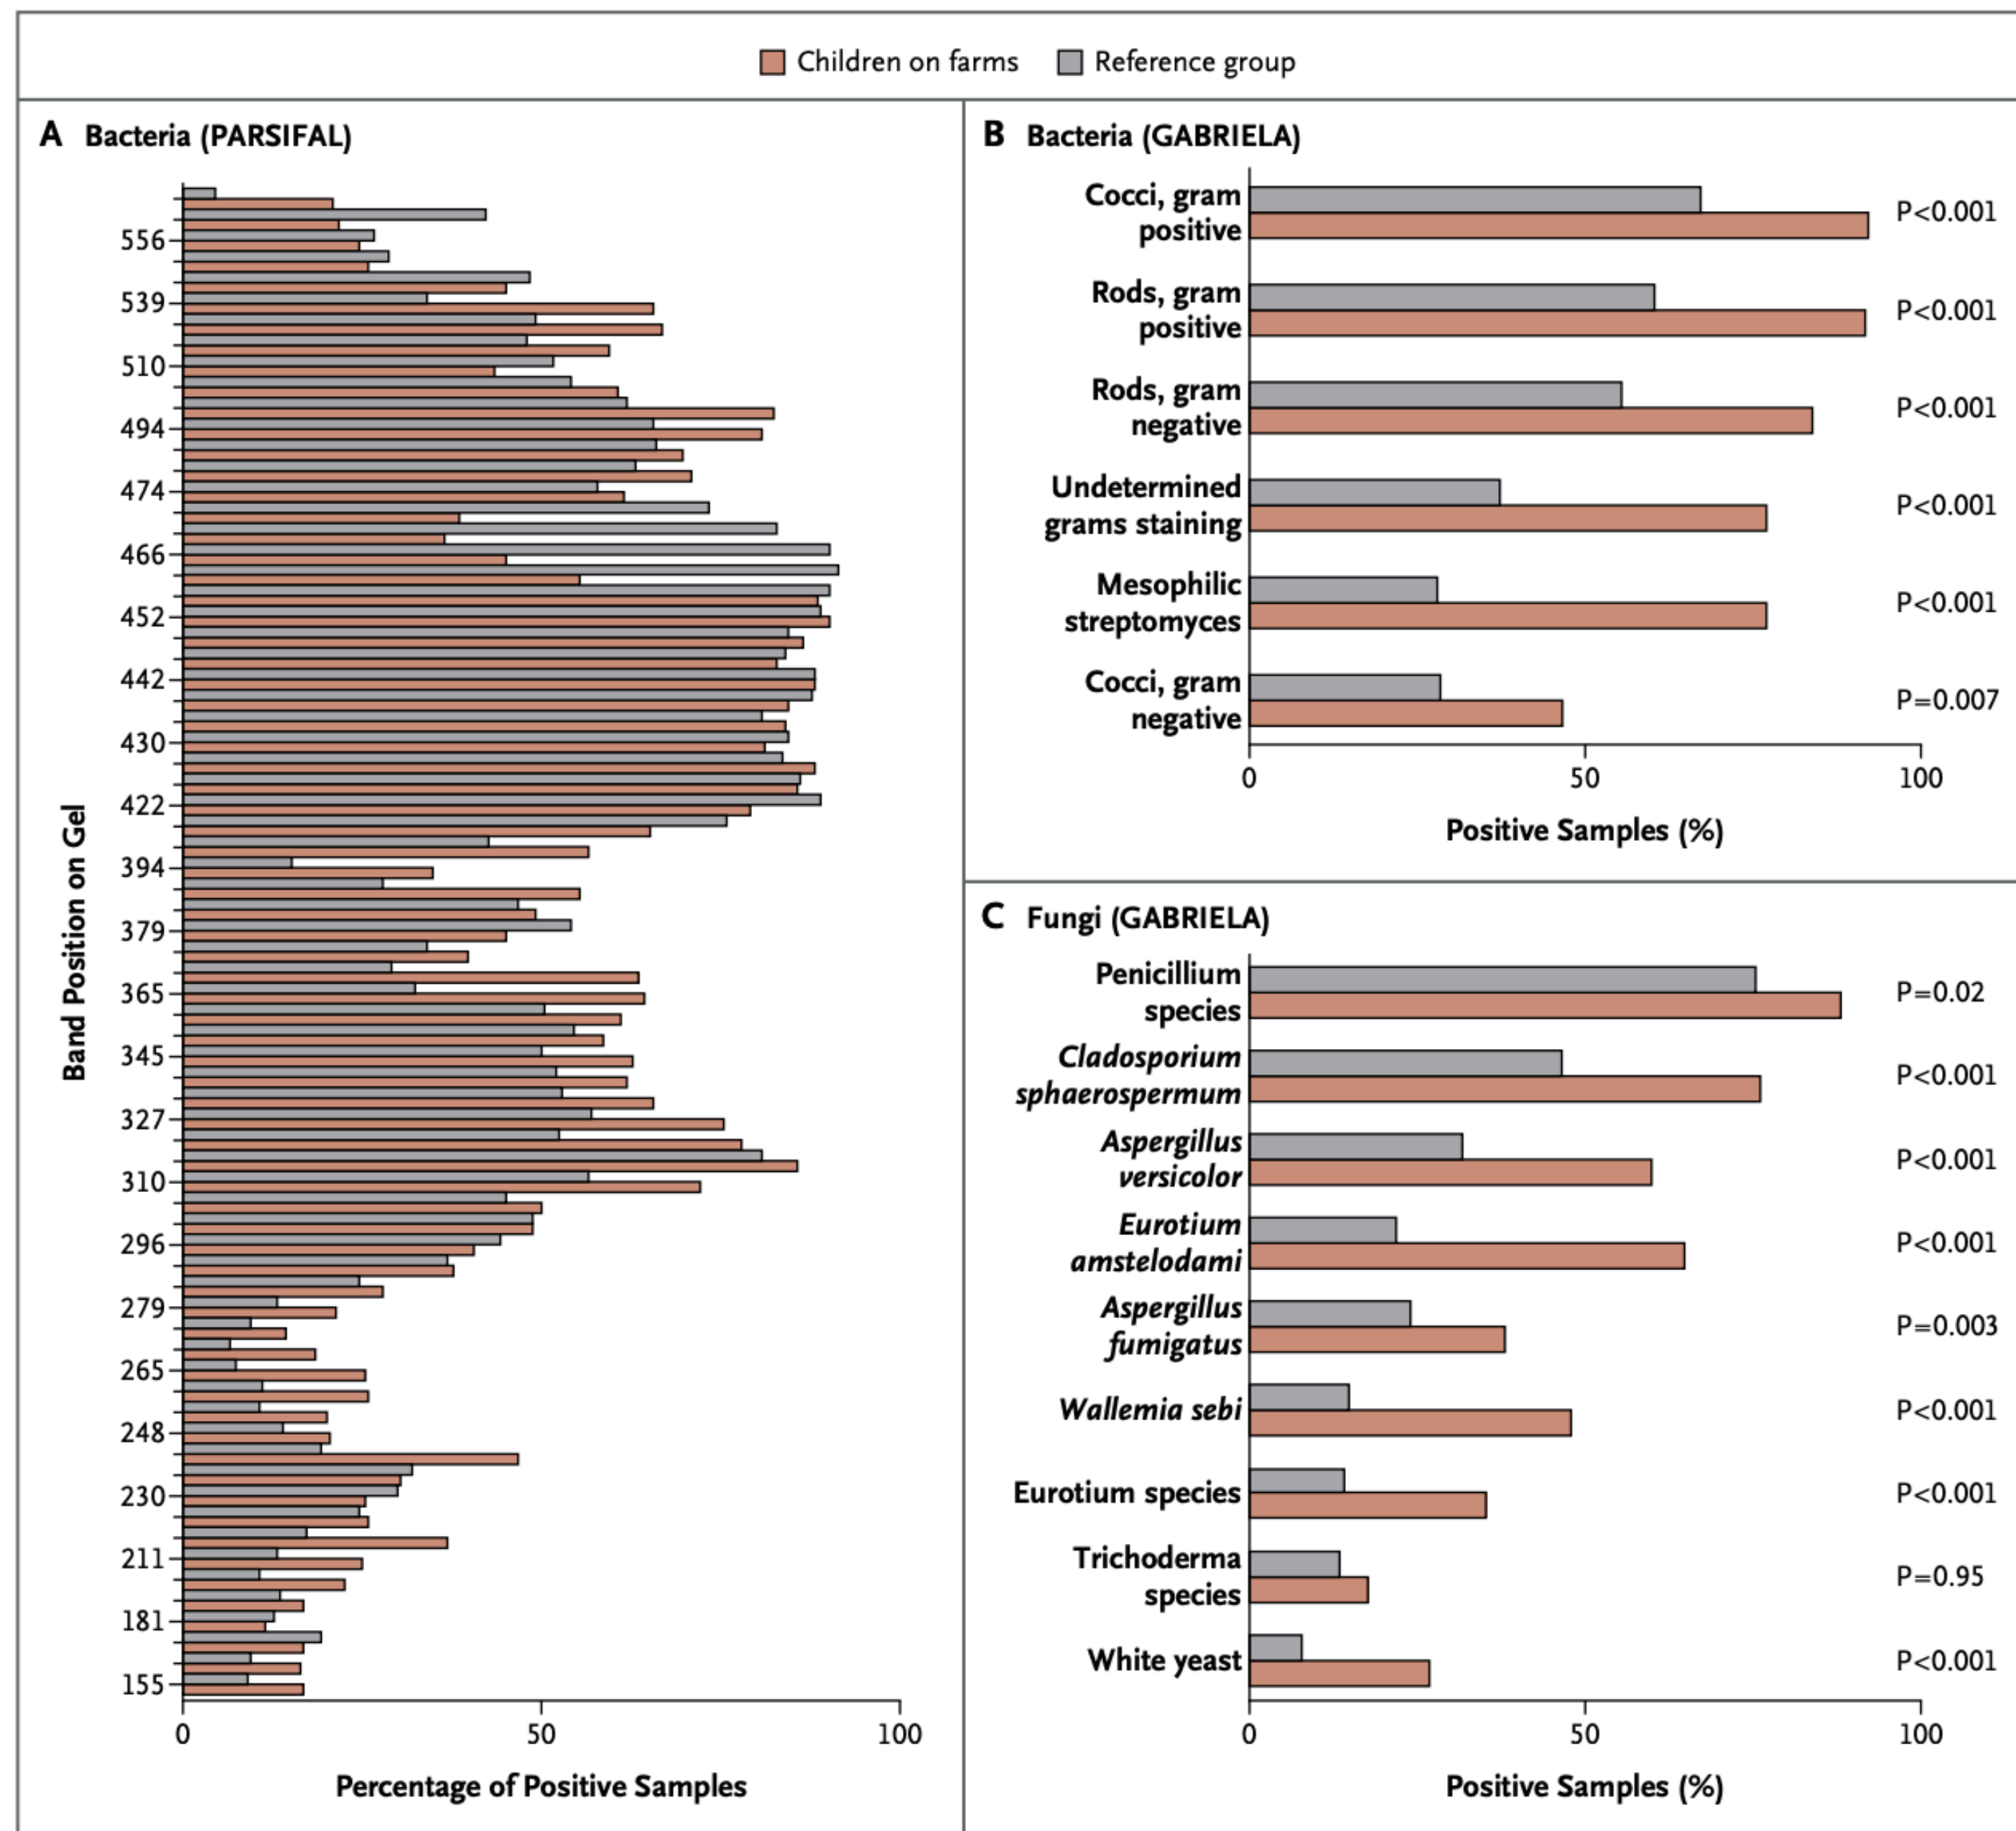 Children on farms
Reference group
A Bacteria (PARSIFAL)
556
539
510
494
474
466
452
442
430
422
394
379
365
345
327
310
296
279
265
248
230
211
181
155
Band Position on Gel
0 50 100
Percentage of Positive Samples
B Bacteria (GABRIELA)
Cocci, gram
positive
P<0.001
Rods, gram
positive
P<0.001
Rods, gram
negative
P<0.001
Undetermined
grams staining
P<0.001
Mesophilic
streptomyces
P<0.001
Cocci, gram
negative
P=0.007
0 50 100
Positive Samples (%)
C Fungi (GABRIELA)
Penicillium
species
P=0.02
Cladosporium
sphaerospermum
P<0.001
Aspergillus
versicolor
P<0.001
Eurotium
amstelodami
P<0.001
Aspergillus
fumigatus
P=0.003
Wallemia sebi
P<0.001
Eurotium species
P<0.001
Trichoderma
species
P=0.95
White yeast
P<0.001
0 50 100
Positive Samples (%)